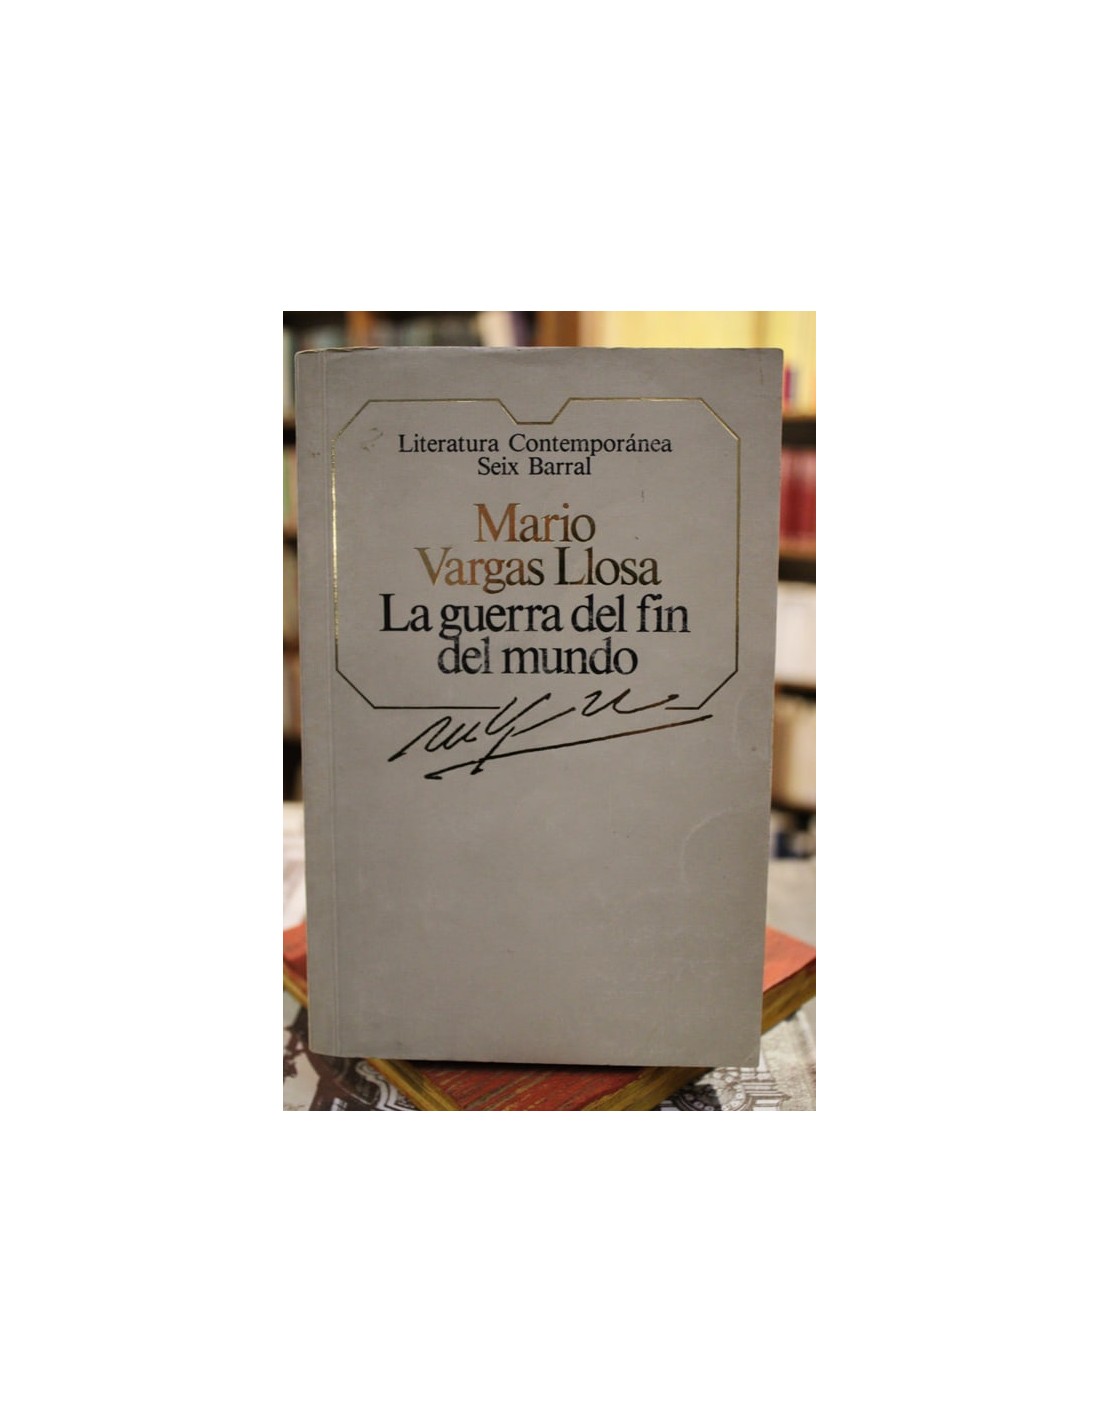 Literatura Contemporánea
Seix Barral
Mario
Vargas Llosa
La guerra del fin
del mundo